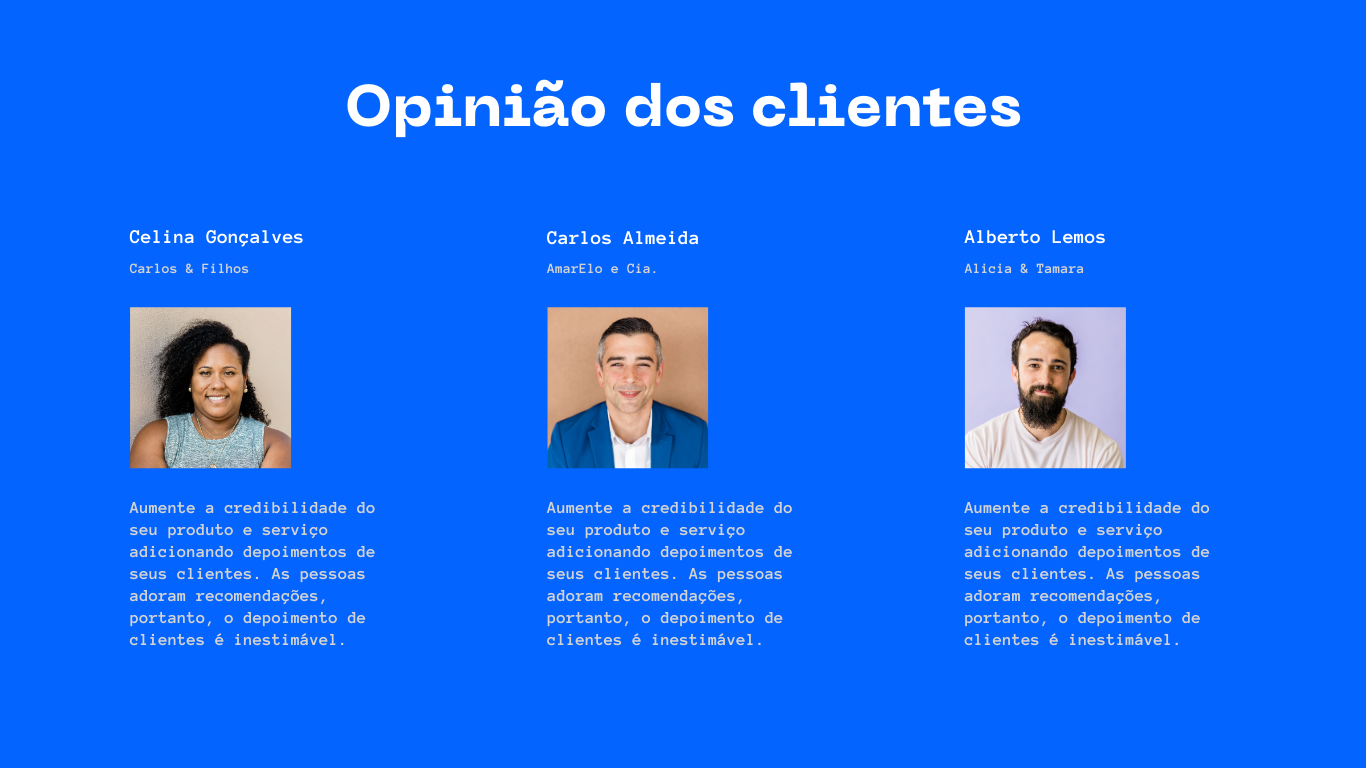 Opinião dos clientes
Celina Gonçalves
Carlos & Filhos
Aumente a credibilidade do
seu produto e serviço
adicionando depoimentos de
seus clientes. As pessoas
adoram recomendações,
portanto, o depoimento de
clientes é inestimável.
Carlos Almeida
AmarElo e Cia.
Aumente a credibilidade do
seu produto e serviço
adicionando depoimentos de
seus clientes. As pessoas
adoram recomendações,
portanto, o depoimento de
clientes é inestimável.
Alberto Lemos
Alicia & Tamara
Aumente a credibilidade do
seu produto e serviço
adicionando depoimentos de
seus clientes. As pessoas
adoram recomendações,
portanto, o depoimento de
clientes é inestimável.